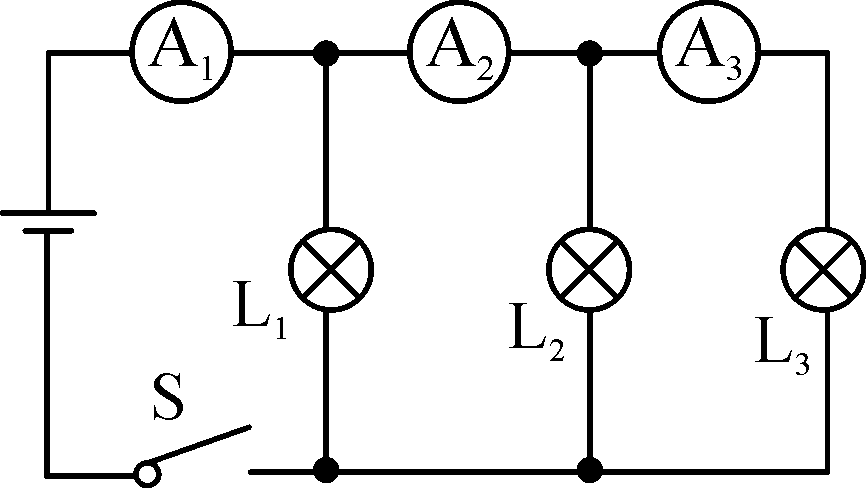 A₁ A₂ A₃
L₁ L₂ L₃
S